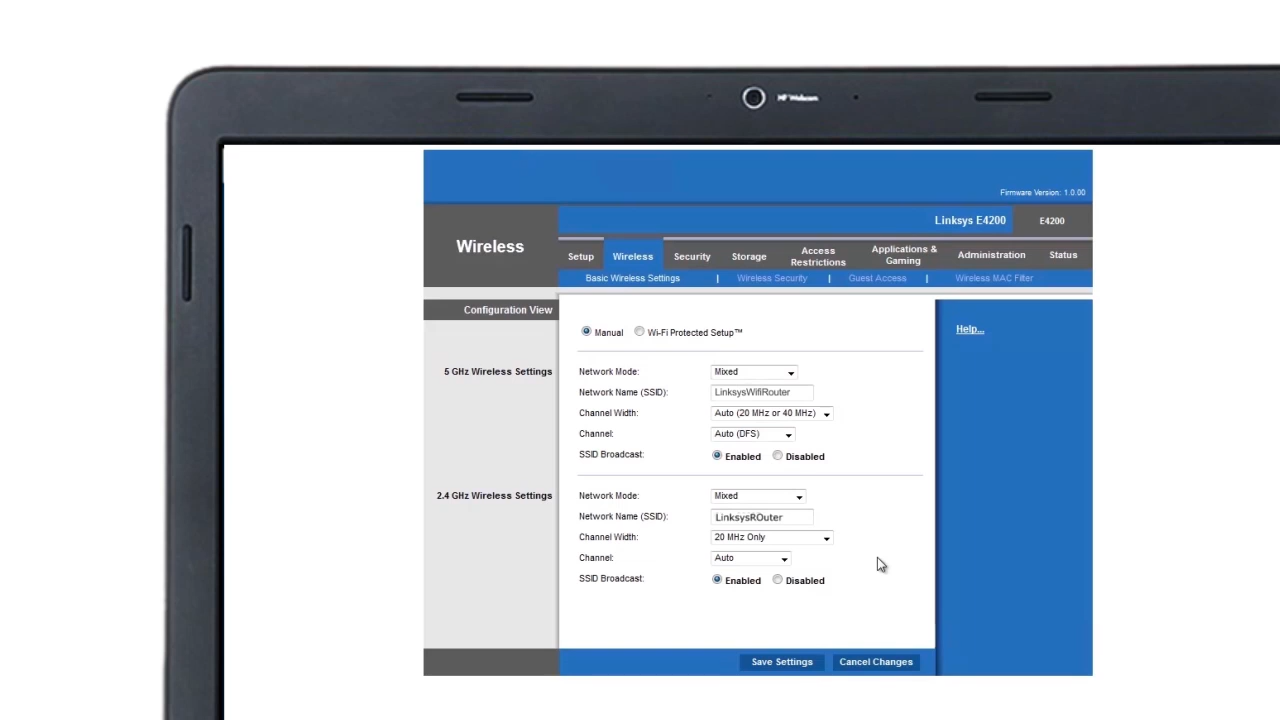 HP Webcam
Firmware Version: 1.0.00
Linksys E4200 E4200
Wireless
Setup Wireless Security Storage Access Restrictions Applications & Gaming Administration Status
Basic Wireless Settings | Wireless Security | Guest Access | Wireless MAC Filter
Configuration View
Manual Wi-Fi Protected Setup™
Help...
5 GHz Wireless Settings Network Mode: Mixed
Network Name (SSID): LinksysWifiRouter
Channel Width: Auto (20 MHz or 40 MHz)
Channel: Auto (DFS)
SSID Broadcast: Enabled Disabled
2.4 GHz Wireless Settings Network Mode: Mixed
Network Name (SSID): LinksysROuter
Channel Width: 20 MHz Only
Channel: Auto
SSID Broadcast: Enabled Disabled
Save Settings Cancel Changes